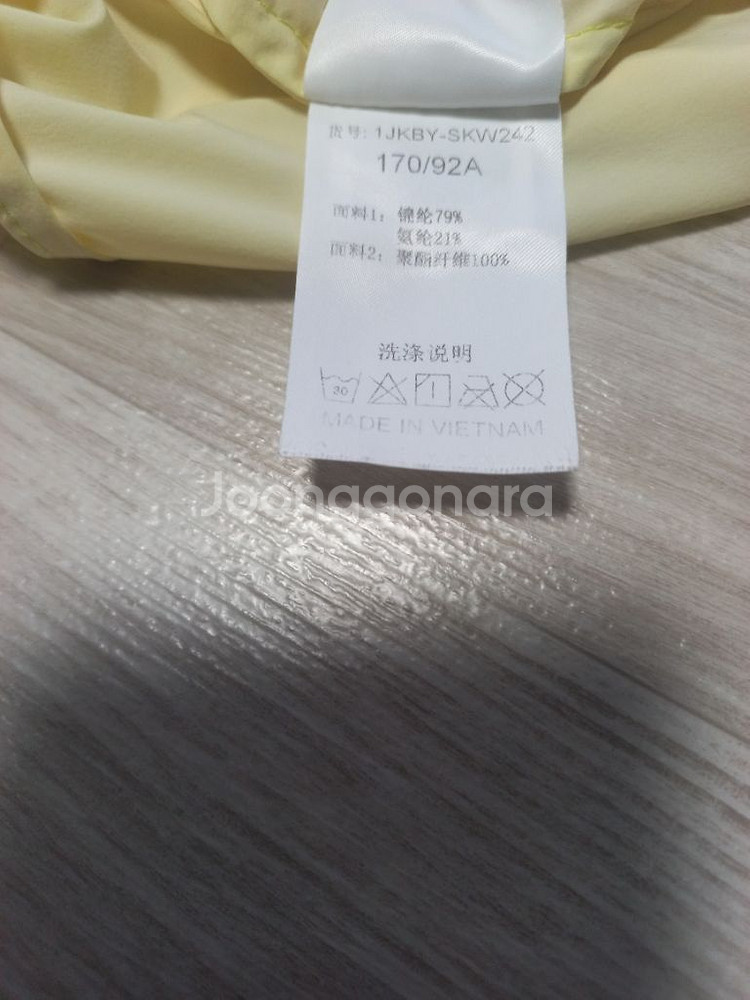 货号: 1JKBY-SKW242
170/92A
面料1: 锦纶79%
氨纶21%
面料2: 聚酯纤维100%
洗涤说明
30
MADE IN VIETNAM
Joonggonara